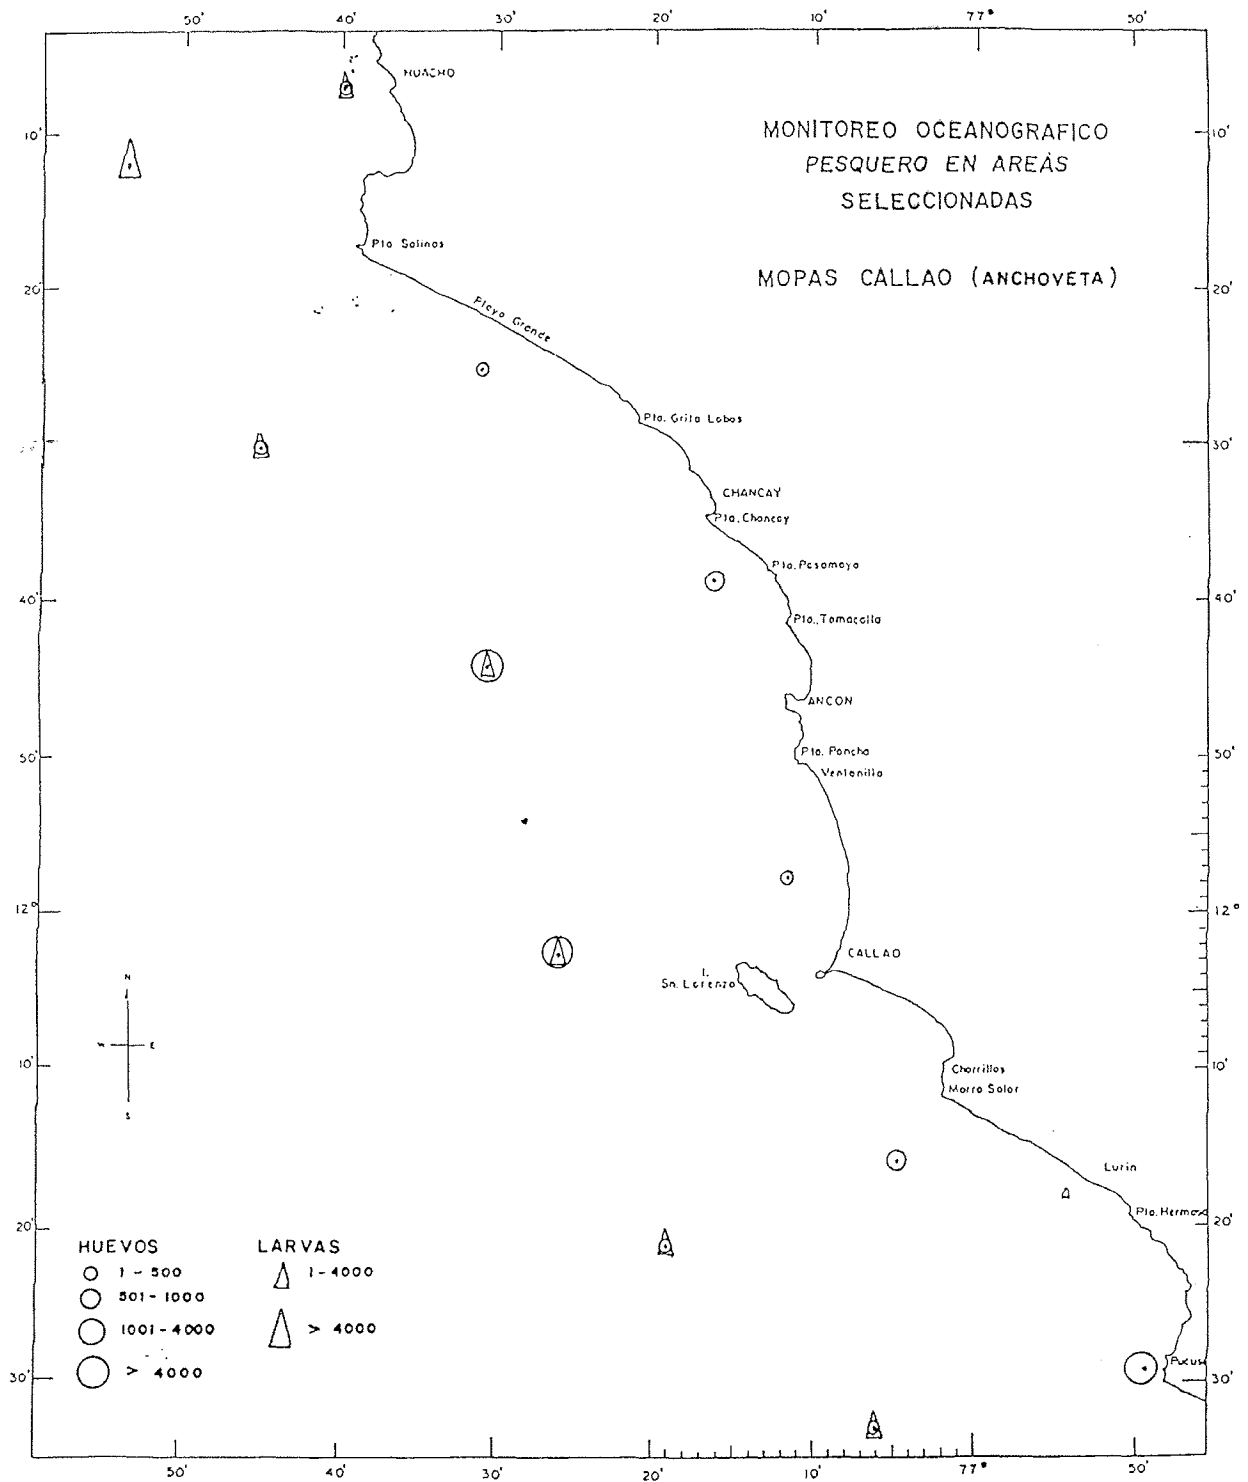 50' 40' 30' 20' 10' 77° 50'
HUACHO
10' 10'
MONITOREO OCEANOGRAFICO
PESQUERO EN AREÁS
SELECCIONADAS
Pta Salinas
MOPAS CALLAO (ANCHOVETA)
20' 20'
Playa Grande
Pta. Grita Lobos
30'
CHANCAY
Pta. Chancay
Pta. Pasamayo
40' 40'
Pta. Tomacalla
ANCON
50' 50'
Pta. Pancha
Ventanilla
12° 12°
CALLAO
I.
Sn. Lorenzo
N
W E
S
10' 10'
Chorrillos
Morro Solar
Lurin
Pta. Hermosa
20' 20'
HUEVOS LARVAS
1-500 1-4000
501-1000
1001-4000 > 4000
> 4000
Pucusa
30' 30'
50' 40' 30' 20' 10' 77° 50'